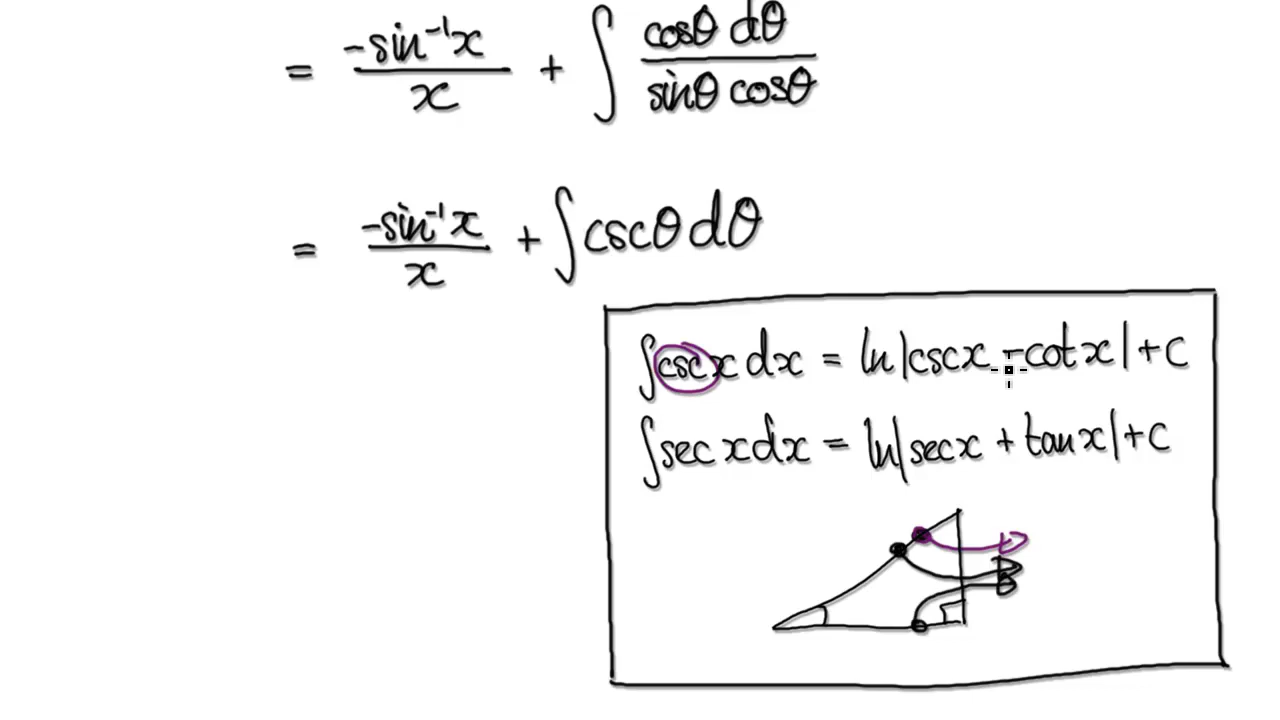 = -sin⁻¹x/x + ∫ cosθ dθ/sinθ cosθ
= -sin⁻¹x/x + ∫cscθ dθ
∫cscx dx = ln|cscx - cotx| + C
∫sec x dx = ln|secx + tanx| + C